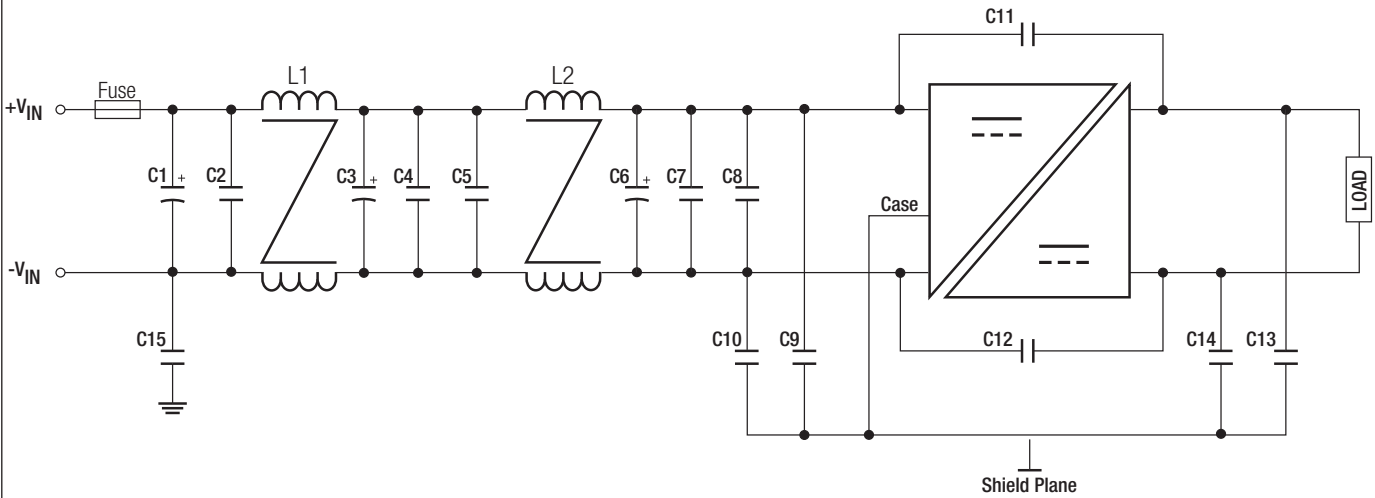 C11
L1
L2
Fuse
+VIN
C1 +
C2
C3 +
C4
C5
C6 +
C7
C8
Case
LOAD
-VIN
C15
C10
C9
C12
C14
C13
Shield Plane